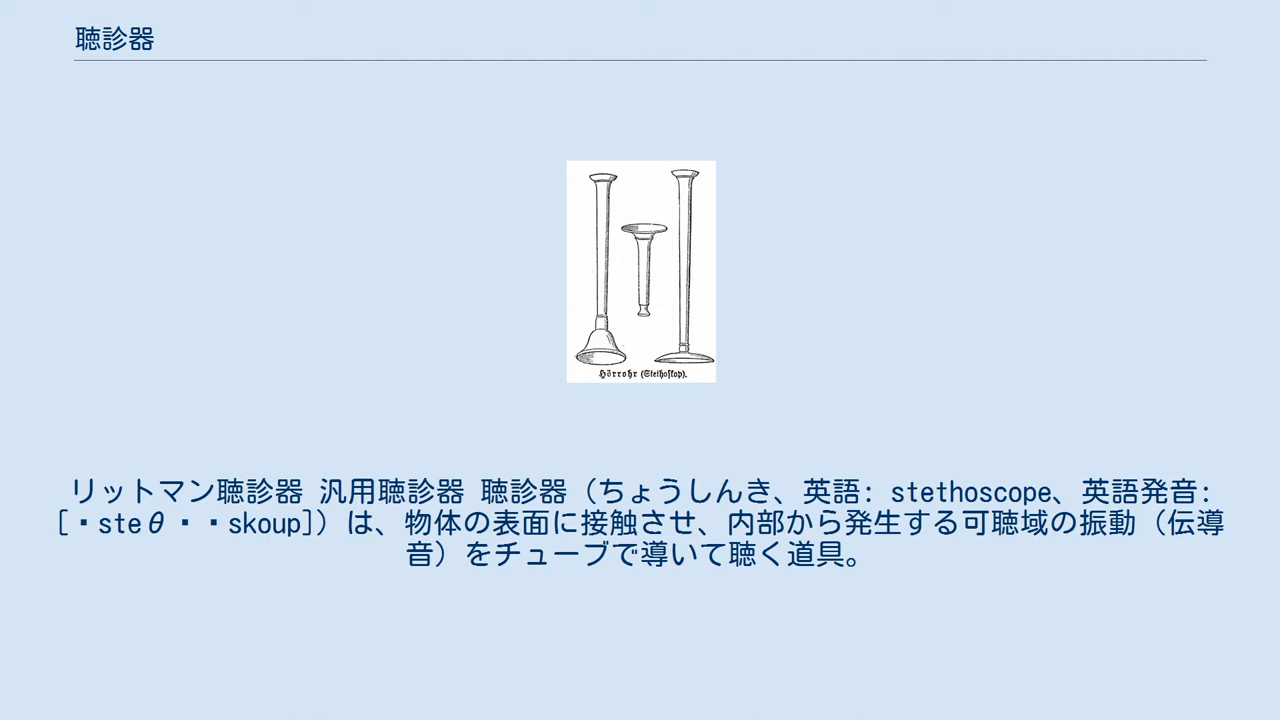 聴診器
Hörrohr (Stethoskop).
リットマン聴診器 汎用聴診器 聴診器（ちょうしんき、英語: stethoscope、英語発音:
[▪steθ▪▪skoup]）は、物体の表面に接触させ、内部から発生する可聴域の振動（伝導
音）をチューブで導いて聴く道具。